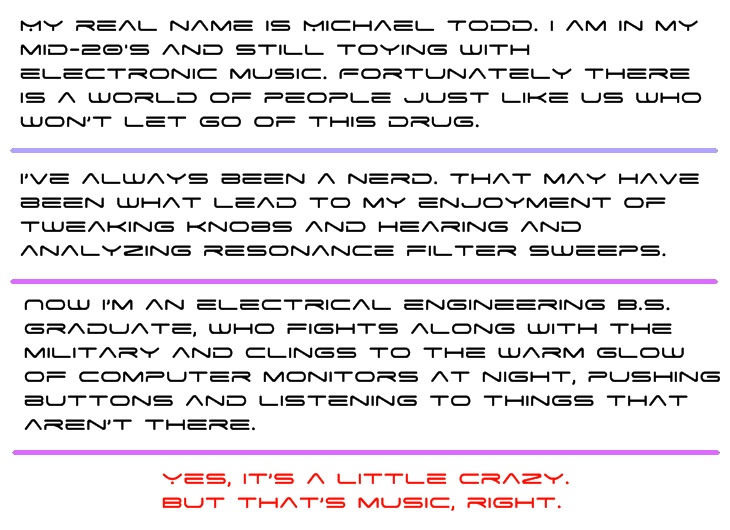 MY REAL NAME IS MICHAEL TODD. I AM IN MY
MID-20'S AND STILL TOYING WITH
ELECTRONIC MUSIC. FORTUNATELY THERE
IS A WORLD OF PEOPLE JUST LIKE US WHO
WON'T LET GO OF THIS DRUG.
I'VE ALWAYS BEEN A NERD. THAT MAY HAVE
BEEN WHAT LEAD TO MY ENJOYMENT OF
TWEAKING KNOBS AND HEARING AND
ANALYZING RESONANCE FILTER SWEEPS.
NOW I'M AN ELECTRICAL ENGINEERING B.S.
GRADUATE, WHO FIGHTS ALONG WITH THE
MILITARY AND CLINGS TO THE WARM GLOW
OF COMPUTER MONITORS AT NIGHT, PUSHING
BUTTONS AND LISTENING TO THINGS THAT
AREN'T THERE.
YES, IT'S A LITTLE CRAZY.
BUT THAT'S MUSIC, RIGHT.